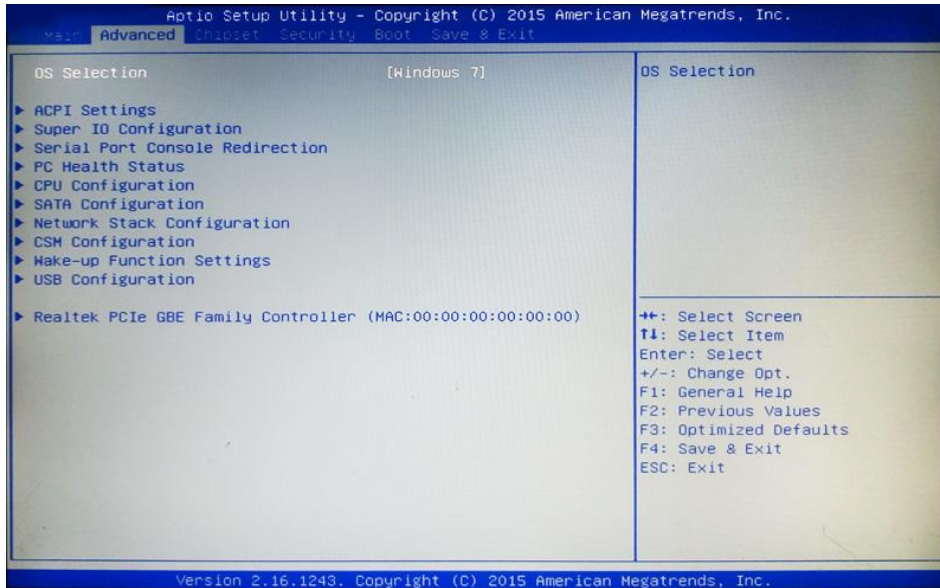 Aptio Setup Utility - Copyright (C) 2015 American Megatrends, Inc.
Main Advanced Chipset Security Boot Save & Exit
OS Selection [Windows 7]
▶ ACPI Settings
▶ Super IO Configuration
▶ Serial Port Console Redirection
▶ PC Health Status
▶ CPU Configuration
▶ SATA Configuration
▶ Network Stack Configuration
▶ CSM Configuration
▶ Wake-up Function Settings
▶ USB Configuration
▶ Realtek PCIe GBE Family Controller (MAC:00:00:00:00:00:00)
OS Selection
→←: Select Screen
↑↓: Select Item
Enter: Select
+/-: Change Opt.
F1: General Help
F2: Previous Values
F3: Optimized Defaults
F4: Save & Exit
ESC: Exit
Version 2.16.1243. Copyright (C) 2015 American Megatrends, Inc.